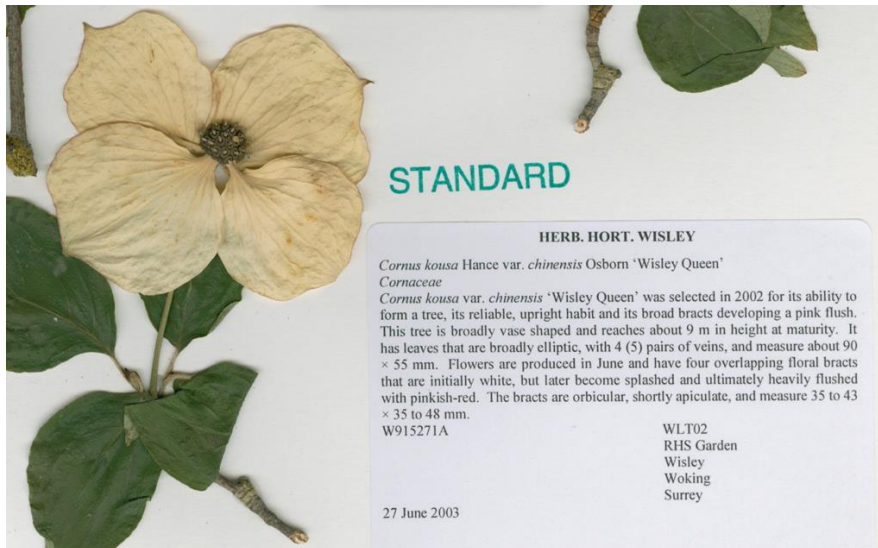 STANDARD
HERB. HORT. WISLEY
Cornus kousa Hance var. chinensis Osborn ‘Wisley Queen’
Cornaceae
Cornus kousa var. chinensis ‘Wisley Queen’ was selected in 2002 for its ability to
form a tree, its reliable, upright habit and its broad bracts developing a pink flush.
This tree is broadly vase shaped and reaches about 9 m in height at maturity. It
has leaves that are broadly elliptic, with 4 (5) pairs of veins, and measure about 90
× 55 mm. Flowers are produced in June and have four overlapping floral bracts
that are initially white, but later become splashed and ultimately heavily flushed
with pinkish-red. The bracts are orbicular, shortly apiculate, and measure 35 to 43
× 35 to 48 mm.
W915271A WLT02
RHS Garden
Wisley
Woking
Surrey
27 June 2003